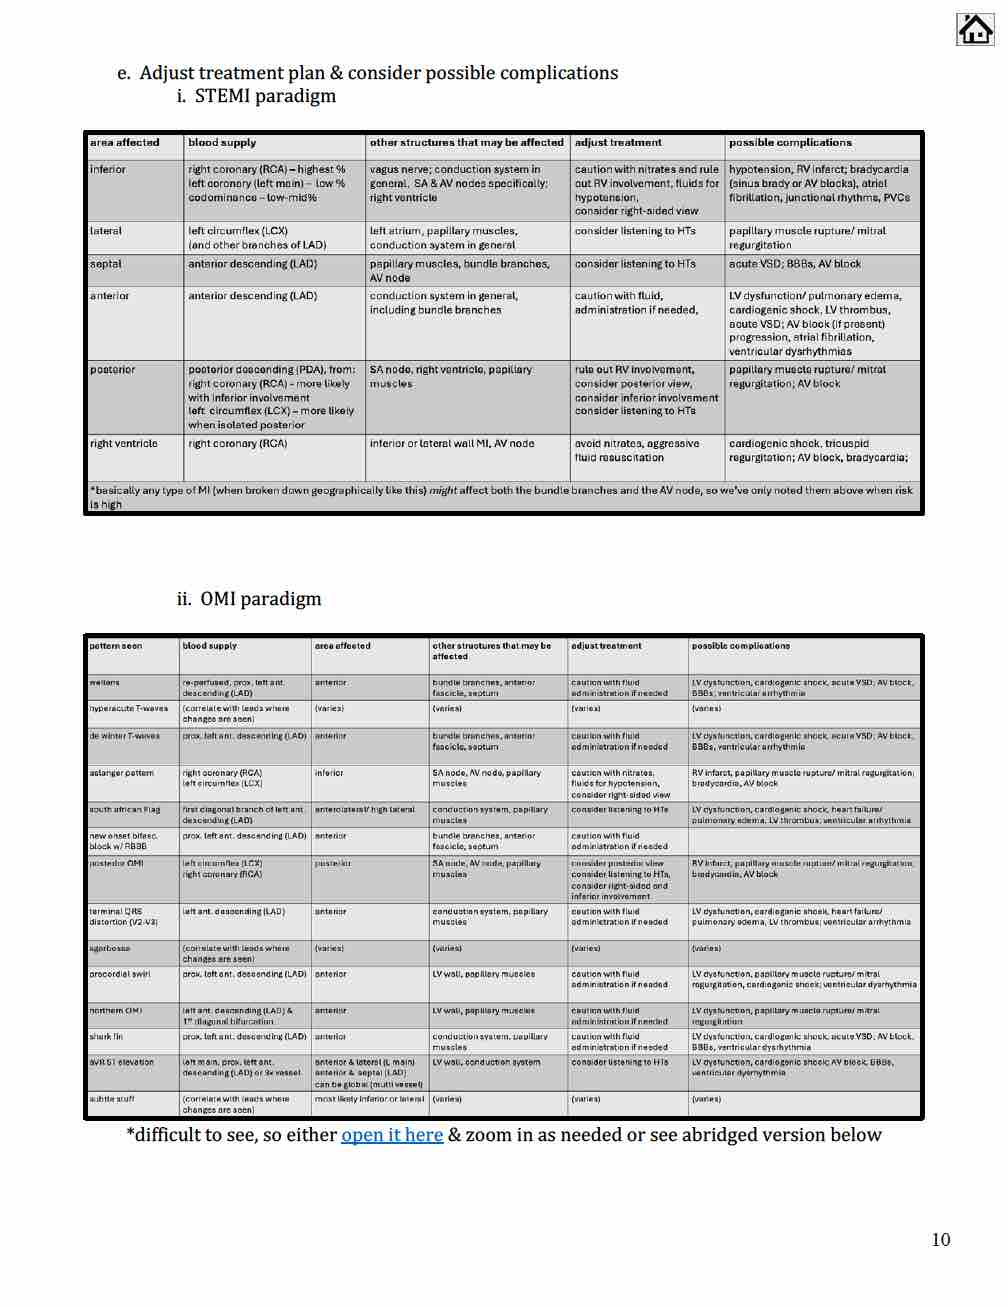 e. Adjust treatment plan & consider possible complications
i. STEMI paradigm
area affected
blood supply
other structures that may be affected
adjust treatment
possible complications
inferior
right coronary (RCA) – highest %
left coronary (left main) – low %
codominance – low-mid%
vagus nerve; conduction system in
general, SA & AV nodes specifically;
right ventricle
caution with nitrates and rule
out RV involvement, fluids for
hypotension,
consider right-sided view
hypotension, RV infarct; bradycardia
(sinus brady or AV blocks), atrial
fibrillation, junctional rhythms, PVCs
lateral
left circumflex (LCX)
(and other branches of LAD)
left atrium, papillary muscles,
conduction system in general
consider listening to HTs
papillary muscle rupture/ mitral
regurgitation
septal
anterior descending (LAD)
papillary muscles, bundle branches,
AV node
consider listening to HTs
acute VSD; BBBs, AV block
anterior
anterior descending (LAD)
conduction system in general,
including bundle branches
caution with fluid,
administration if needed,
LV dysfunction/ pulmonary edema,
cardiogenic shock, LV thrombus,
acute VSD; AV block (if present)
progression, atrial fibrillation,
ventricular dysrhythmias
posterior
posterior descending (PDA), from:
right coronary (RCA) - more likely
with inferior involvement
left circumflex (LCX) – more likely
when isolated posterior
SA node, right ventricle, papillary
muscles
rule out RV involvement,
consider posterior view,
consider inferior involvement
consider listening to HTs
papillary muscle rupture/ mitral
regurgitation; AV block
right ventricle
right coronary (RCA)
inferior or lateral wall MI, AV node
avoid nitrates, aggressive
fluid resuscitation
cardiogenic shock, tricuspid
regurgitation; AV block, bradycardia;
*basically any type of MI (when broken down geographically like this) might affect both the bundle branches and the AV node, so we've only noted them above when risk
is high
ii. OMI paradigm
pattern seen
blood supply
area affected
other structures that may be
affected
adjust treatment
possible complications
wellens
re-perfused, prox. left ant.
descending (LAD)
anterior
bundle branches, anterior
fascicle, septum
caution with fluid
administration if needed
LV dysfunction, cardiogenic shock, acute VSD; AV block,
BBBs; ventricular arrhythmia
hyperacute T-waves
(correlate with leads where
changes are seen)
(varies)
(varies)
(varies)
(varies)
de winter T-waves
prox. left ant. descending (LAD)
anterior
bundle branches, anterior
fascicle, septum
caution with fluid
administration if needed
LV dysfunction, cardiogenic shock, acute VSD; AV block,
BBBs, ventricular arrhythmia
aslanger pattern
right coronary (RCA)
left circumflex (LCX)
inferior
SA node, AV node, papillary
muscles
caution with nitrates,
fluids for hypotension,
consider right-sided view
RV infarct, papillary muscle rupture/ mitral regurgitation;
bradycardia, AV block
south african Flag
first diagonal branch of left ant.
descending (LAD)
anterolateral/ high lateral
conduction system, papillary
muscles
consider listening to HTs
LV dysfunction, cardiogenic shock, heart failure/
pulmonary edema, LV thrombus; ventricular arrhythmia
new onset bifasc.
block w/ RBBB
prox. left ant. descending (LAD)
anterior
bundle branches, anterior
fascicle, septum
caution with fluid
administration if needed
posterior OMI
left circumflex (LCX)
right coronary (RCA)
posterior
SA node, AV node, papillary
muscles
consider posterior view
consider listening to HTs,
consider right-sided and
inferior involvement
RV infarct, papillary muscle rupture/ mitral regurgitation;
bradycardia, AV block
terminal QRS
distortion (V2-V3)
left ant. descending (LAD)
anterior
conduction system, papillary
muscles
caution with fluid
administration if needed
LV dysfunction, cardiogenic shock, heart failure/
pulmonary edema, LV thrombus; ventricular arrhythmia
sgarbossa
(correlate with leads where
changes are seen)
(varies)
(varies)
(varies)
(varies)
precordial swirl
prox. left ant. descending (LAD)
anterior
LV wall, papillary muscles
caution with fluid
administration if needed
LV dysfunction, papillary muscle rupture/ mitral
regurgitation, cardiogenic shock; ventricular dysrhythmia
northern OMI
left ant. descending (LAD) &
1st diagonal bifurcation
anterior
LV wall, papillary muscles
caution with fluid
administration if needed
LV dysfunction, papillary muscle rupture/ mitral
regurgitation
shark fin
prox. left ant. descending (LAD)
anterior
conduction system, papillary
muscles
caution with fluid
administration if needed
LV dysfunction, cardiogenic shock, acute VSD; AV block,
BBBs, ventricular dysrhythmia
aVR ST elevation
left main, prox. left ant.
descending (LAD) or 3x vessel
anterior & lateral (L main)
anterior & septal (LAD)
can be global (multi vessel)
LV wall, conduction system
consider listening to HTs
LV dysfunction, cardiogenic shock; AV block, BBBs,
ventricular dysrhythmia
subtle stuff
(correlate with leads where
changes are seen)
most likely inferior or lateral
(varies)
(varies)
(varies)
*difficult to see, so either open it here & zoom in as needed or see abridged version below
10